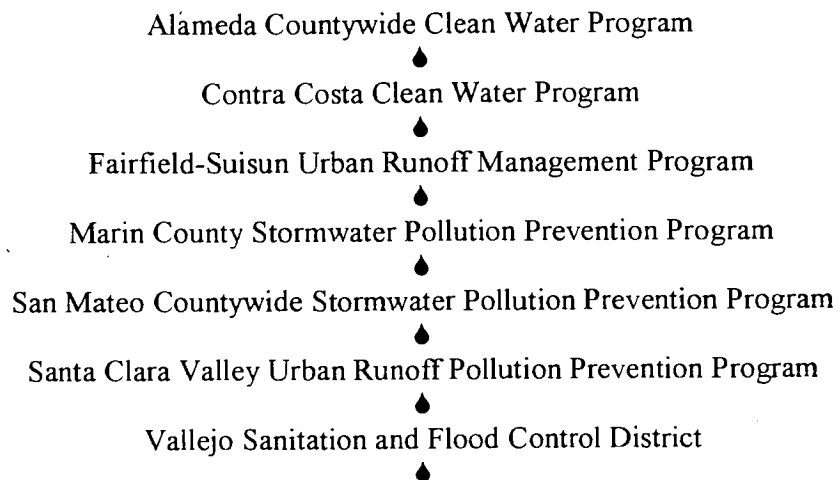 Alameda Countywide Clean Water Program
Contra Costa Clean Water Program
Fairfield-Suisun Urban Runoff Management Program
Marin County Stormwater Pollution Prevention Program
San Mateo Countywide Stormwater Pollution Prevention Program
Santa Clara Valley Urban Runoff Pollution Prevention Program
Vallejo Sanitation and Flood Control District